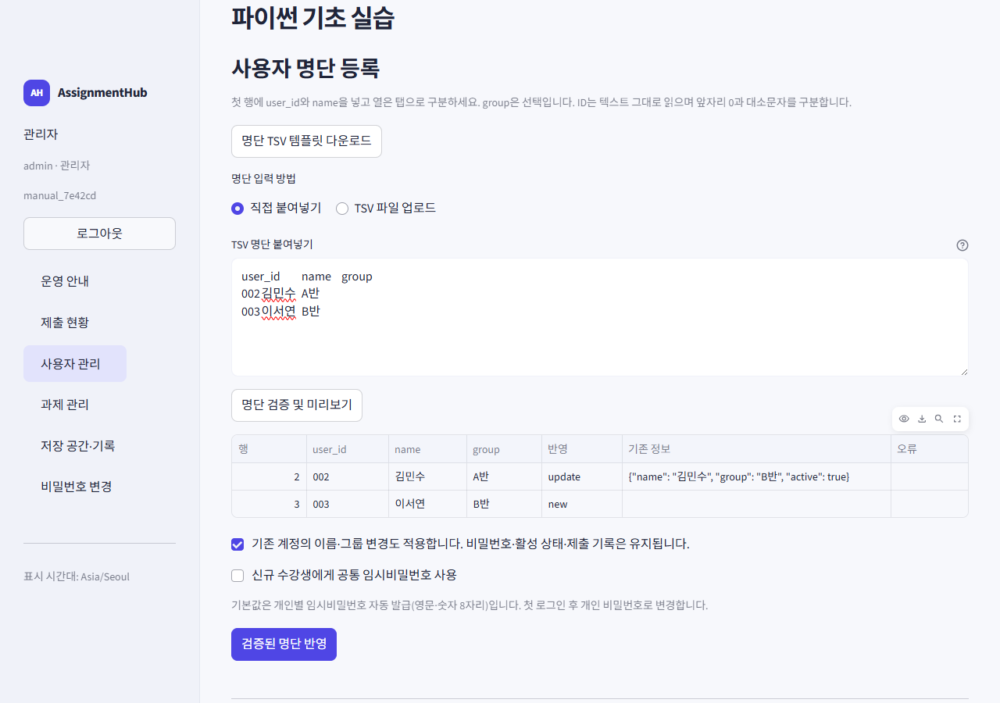 AH AssignmentHub
관리자
admin · 관리자
manual_7e42cd
로그아웃
운영 안내
제출 현황
사용자 관리
과제 관리
저장 공간·기록
비밀번호 변경
표시 시간대: Asia/Seoul
파이썬 기초 실습
사용자 명단 등록
첫 행에 user_id와 name을 넣고 열은 탭으로 구분하세요. group은 선택입니다. ID는 텍스트 그대로 읽으며 앞자리 0과 대소문자를 구분합니다.
명단 TSV 템플릿 다운로드
명단 입력 방법
직접 붙여넣기 TSV 파일 업로드
TSV 명단 붙여넣기
user_id name group
002 김민수 A반
003 이서연 B반
명단 검증 및 미리보기
행 user_id name group 반영 기존 정보 오류
2 002 김민수 A반 update {"name": "김민수", "group": "B반", "active": true}
3 003 이서연 B반 new
기존 계정의 이름·그룹 변경도 적용합니다. 비밀번호·활성 상태·제출 기록은 유지됩니다.
신규 수강생에게 공통 임시비밀번호 사용
기본값은 개인별 임시비밀번호 자동 발급(영문·숫자 8자리)입니다. 첫 로그인 후 개인 비밀번호로 변경합니다.
검증된 명단 반영